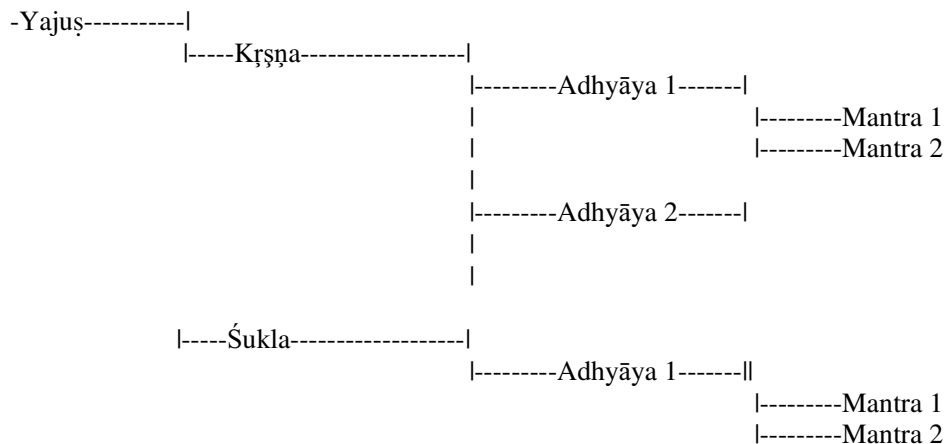 -Yajuṣ-----------|
|-----Kṛṣṇa------------------|
|---------Adhyāya 1-------|
| |---------Mantra 1
| |---------Mantra 2
|
|---------Adhyāya 2-------|
|
|
|-----Śukla-------------------|
|---------Adhyāya 1-------||
|---------Mantra 1
|---------Mantra 2